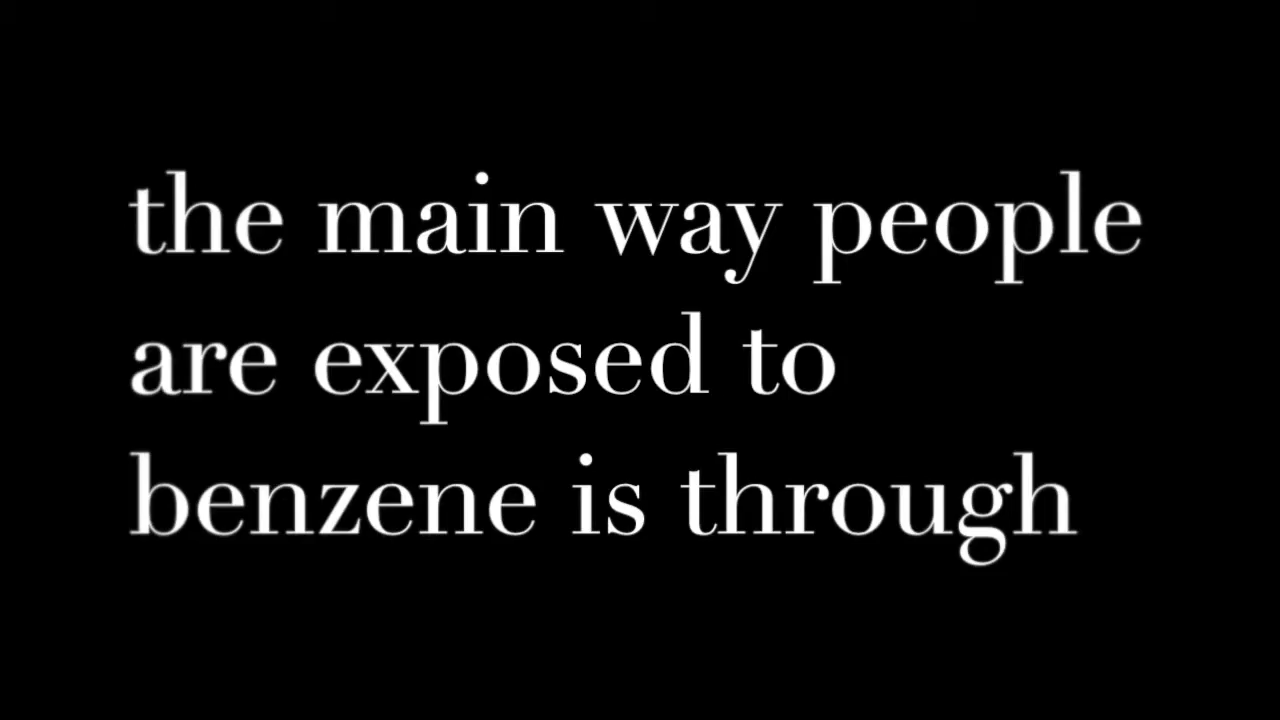 the main way people
are exposed to
benzene is through